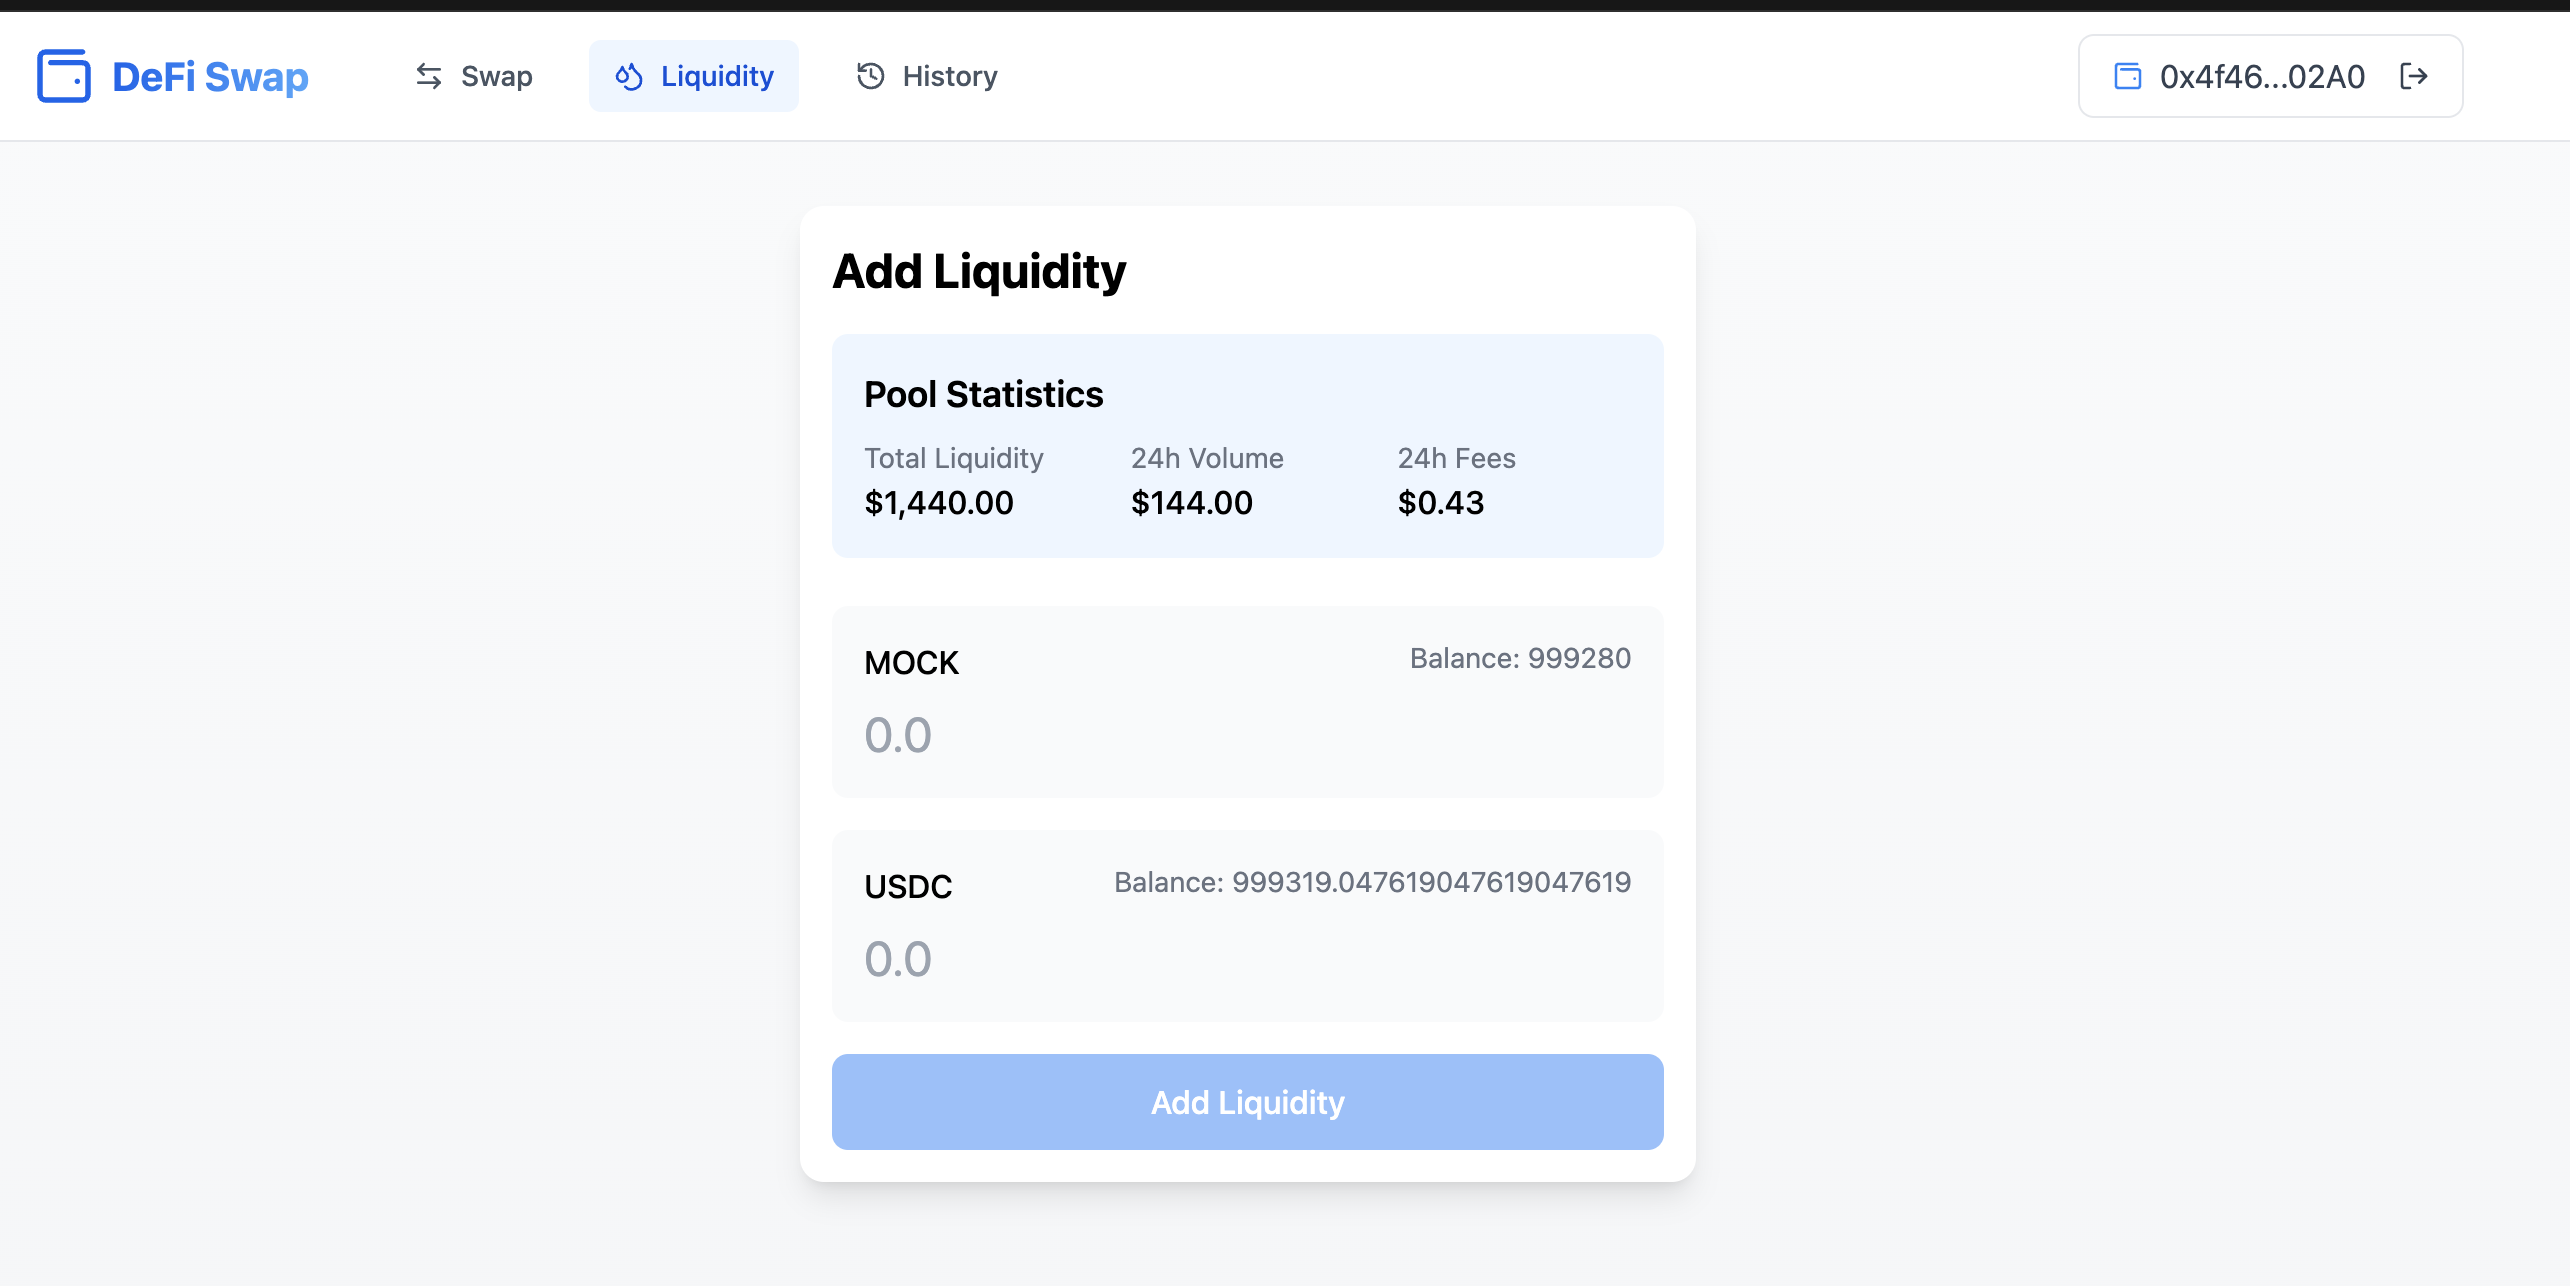 DeFi Swap
Swap
Liquidity
History
0x4f46...02A0
Add Liquidity
Pool Statistics
Total Liquidity
24h Volume
24h Fees
$1,440.00
$144.00
$0.43
MOCK
Balance: 999280
0.0
USDC
Balance: 999319.047619047619047619
0.0
Add Liquidity